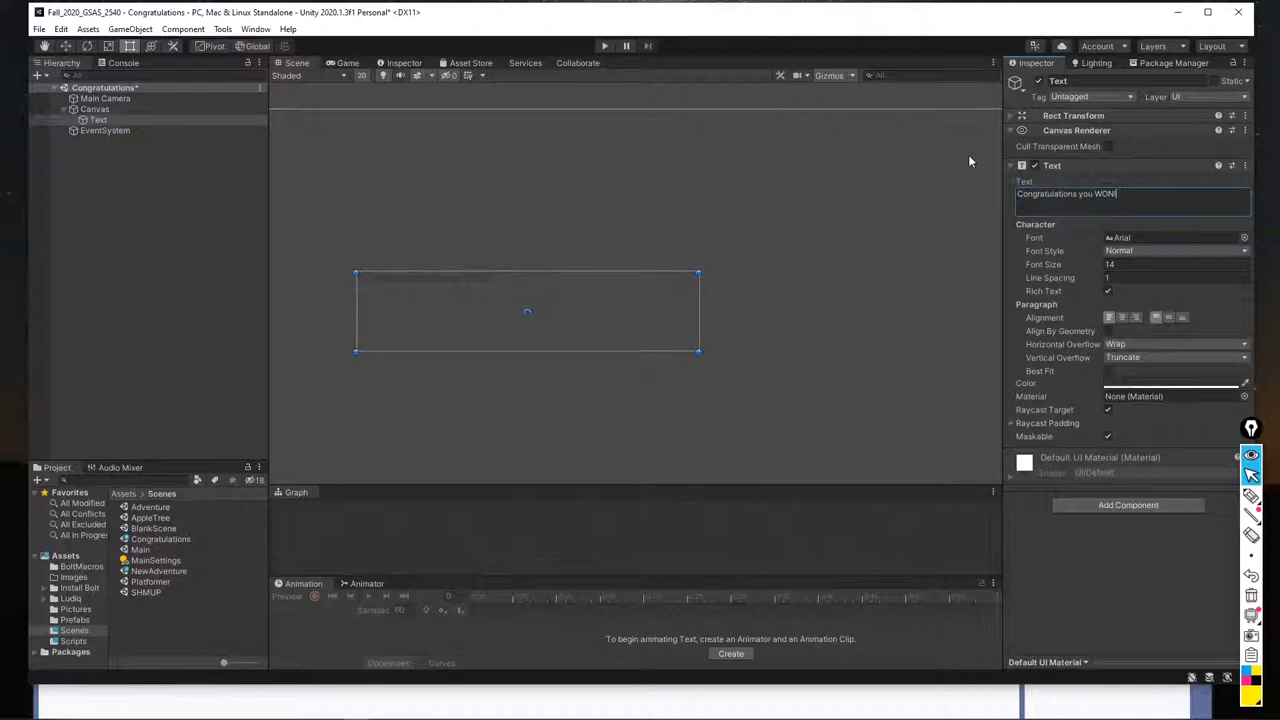 Fall_2020_GSAS_2540 - Congratulations - PC, Mac & Linux Standalone - Unity 2020.1.3f1 Personal* <DX11>
File Edit Assets GameObject Component Tools Window Help
Pivot Global Account Layers Layout
Hierarchy Console
All
Congratulations*
Main Camera
Canvas
Text
EventSystem
Scene Game Inspector Asset Store Services Collaborate
Shaded 2D 0 Gizmos All
Graph
Animation Animator
Preview 0
Samples 60
To begin animating Text, create an Animator and an Animation Clip.
Create
Dopesheet Curves
Project Audio Mixer
18
Favorites
All Modified
All Conflicts
All Excluded
All In Progres
Assets
BoltMacros
Images
Install Bolt
Ludiq
Pictures
Prefabs
Scenes
Scripts
Packages
Assets > Scenes
Adventure
AppleTree
BlankScene
Congratulations
Main
MainSettings
NewAdventure
Platformer
SHMUP
Inspector Lighting Package Manager
Text Static
Tag Untagged Layer UI
Rect Transform
Canvas Renderer
Cull Transparent Mesh
Text
Text
Congratulations you WON!
Character
Font Arial
Font Style Normal
Font Size 14
Line Spacing 1
Rich Text
Paragraph
Alignment
Align By Geometry
Horizontal Overflow Wrap
Vertical Overflow Truncate
Best Fit
Color
Material None (Material)
Raycast Target
Raycast Padding
Maskable
Default UI Material (Material)
Shader UI/Default
Add Component
Default UI Material